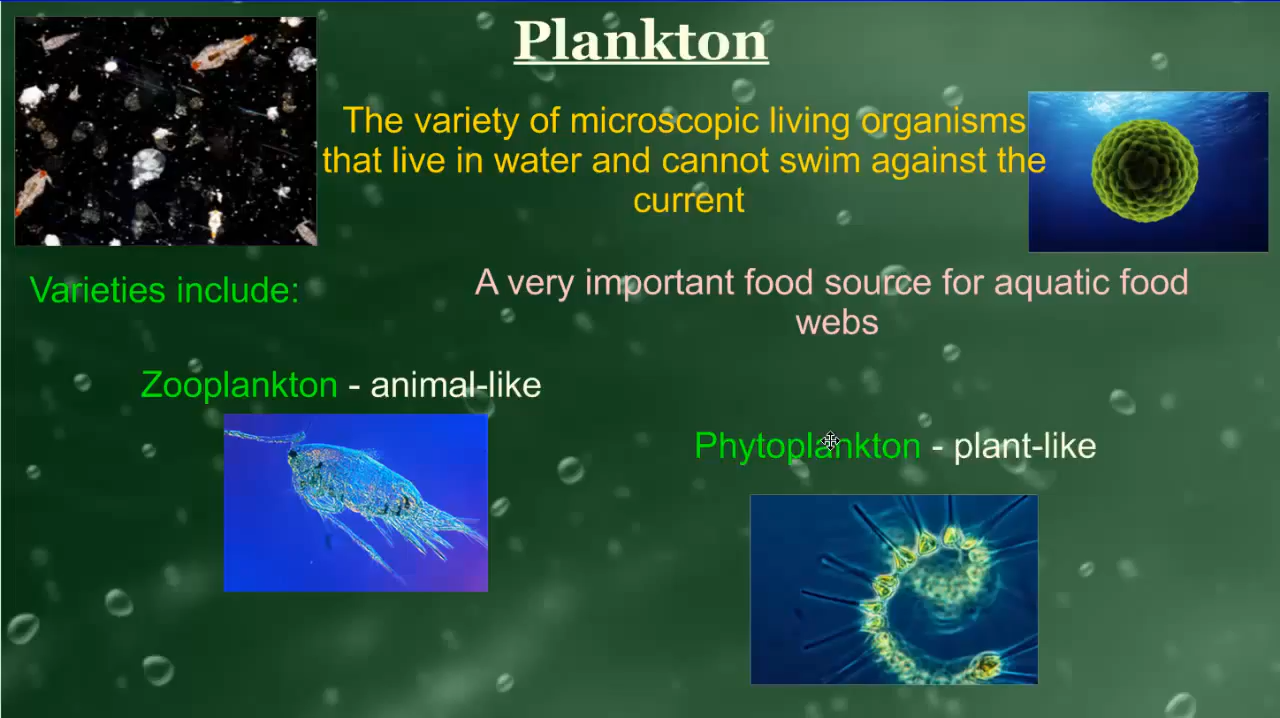 Plankton
The variety of microscopic living organisms
that live in water and cannot swim against the
current
Varieties include:
A very important food source for aquatic food
webs
Zooplankton - animal-like
Phytoplankton - plant-like